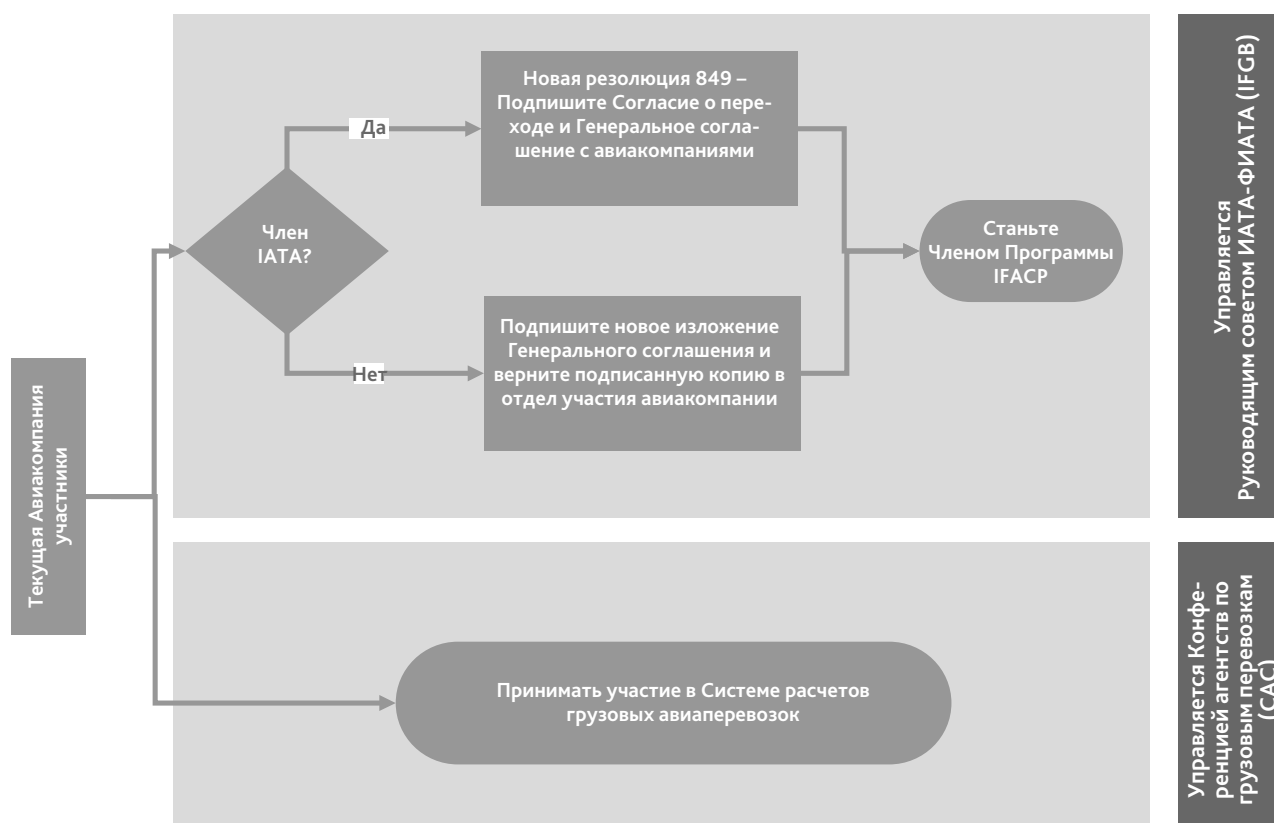 Текущая Авиакомпания
участники
Член
IATA?
Да
Новая резолюция 849 –
Подпишите Согласие о пере-
ходе и Генеральное согла-
шение с авиакомпаниями
Нет
Подпишите новое изложение
Генерального соглашения и
верните подписанную копию в
отдел участия авиакомпании
Станьте
Членом Программы
IFACP
Управляется
Руководящим советом ИАТА-ФИАТА (IFGB)
Принимать участие в Системе расчетов
грузовых авиаперевозок
Управляется Конфе-
ренцией агентств по
грузовым перевозкам
(CAC)